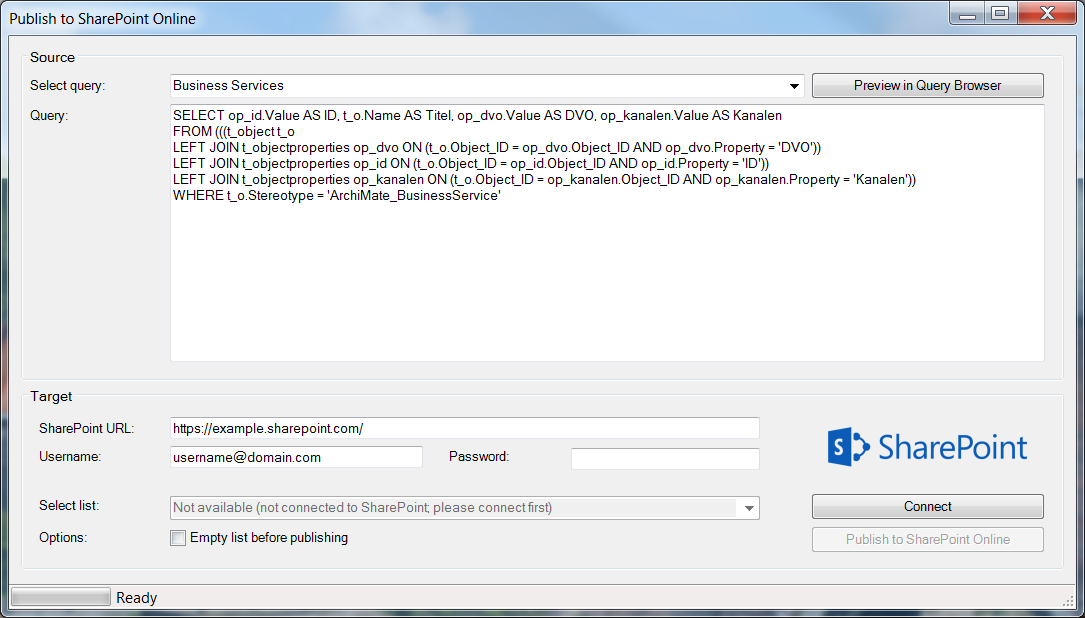 Publish to SharePoint Online
Source
Select query: Business Services Preview in Query Browser
Query:
SELECT op_id.Value AS ID, t_o.Name AS Titel, op_dvo.Value AS DVO, op_kanalen.Value AS Kanalen
FROM (((t_object t_o
LEFT JOIN t_objectproperties op_dvo ON (t_o.Object_ID = op_dvo.Object_ID AND op_dvo.Property = 'DVO'))
LEFT JOIN t_objectproperties op_id ON (t_o.Object_ID = op_id.Object_ID AND op_id.Property = 'ID'))
LEFT JOIN t_objectproperties op_kanalen ON (t_o.Object_ID = op_kanalen.Object_ID AND op_kanalen.Property = 'Kanalen'))
WHERE t_o.Stereotype = 'ArchiMate_BusinessService'
Target
SharePoint URL: https://example.sharepoint.com/
Username: username@domain.com Password:
S SharePoint
Select list: Not available (not connected to SharePoint; please connect first) Connect
Options: Empty list before publishing Publish to SharePoint Online
Ready